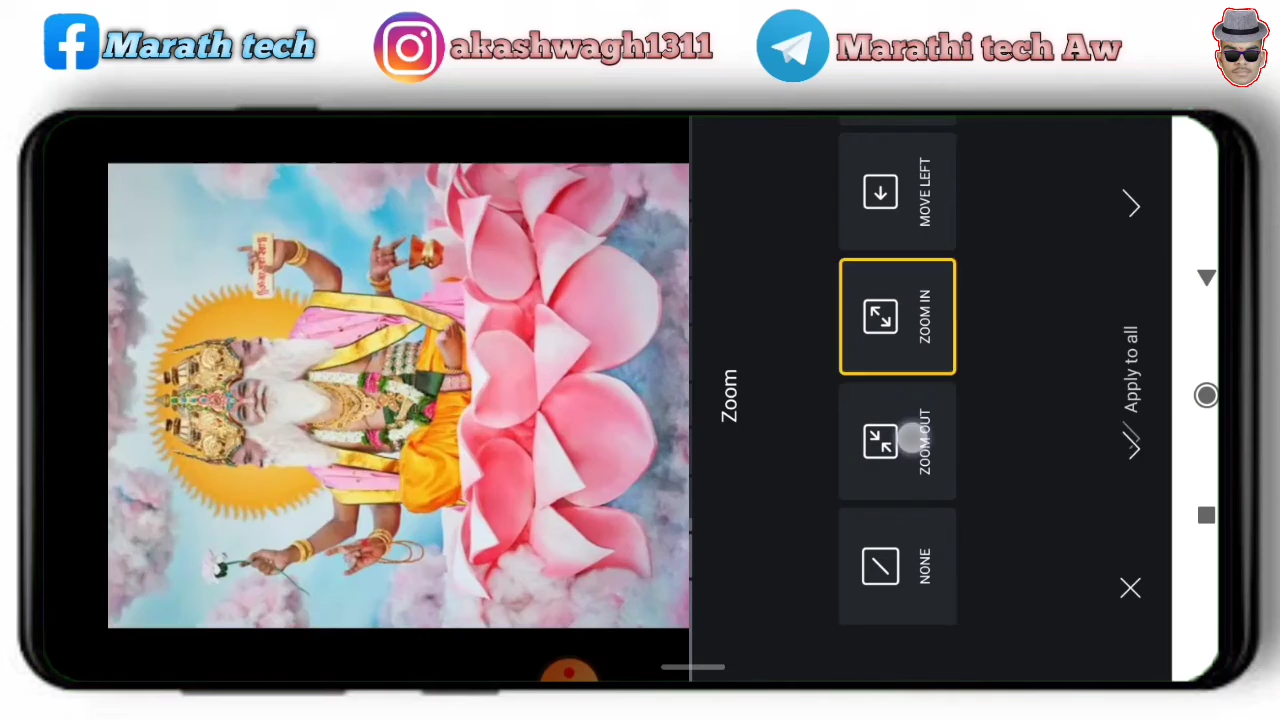 Marath tech
akashwagh1311
Marathi tech Aw
Zoom
NONE
ZOOM OUT
ZOOM IN
MOVE LEFT
Apply to all